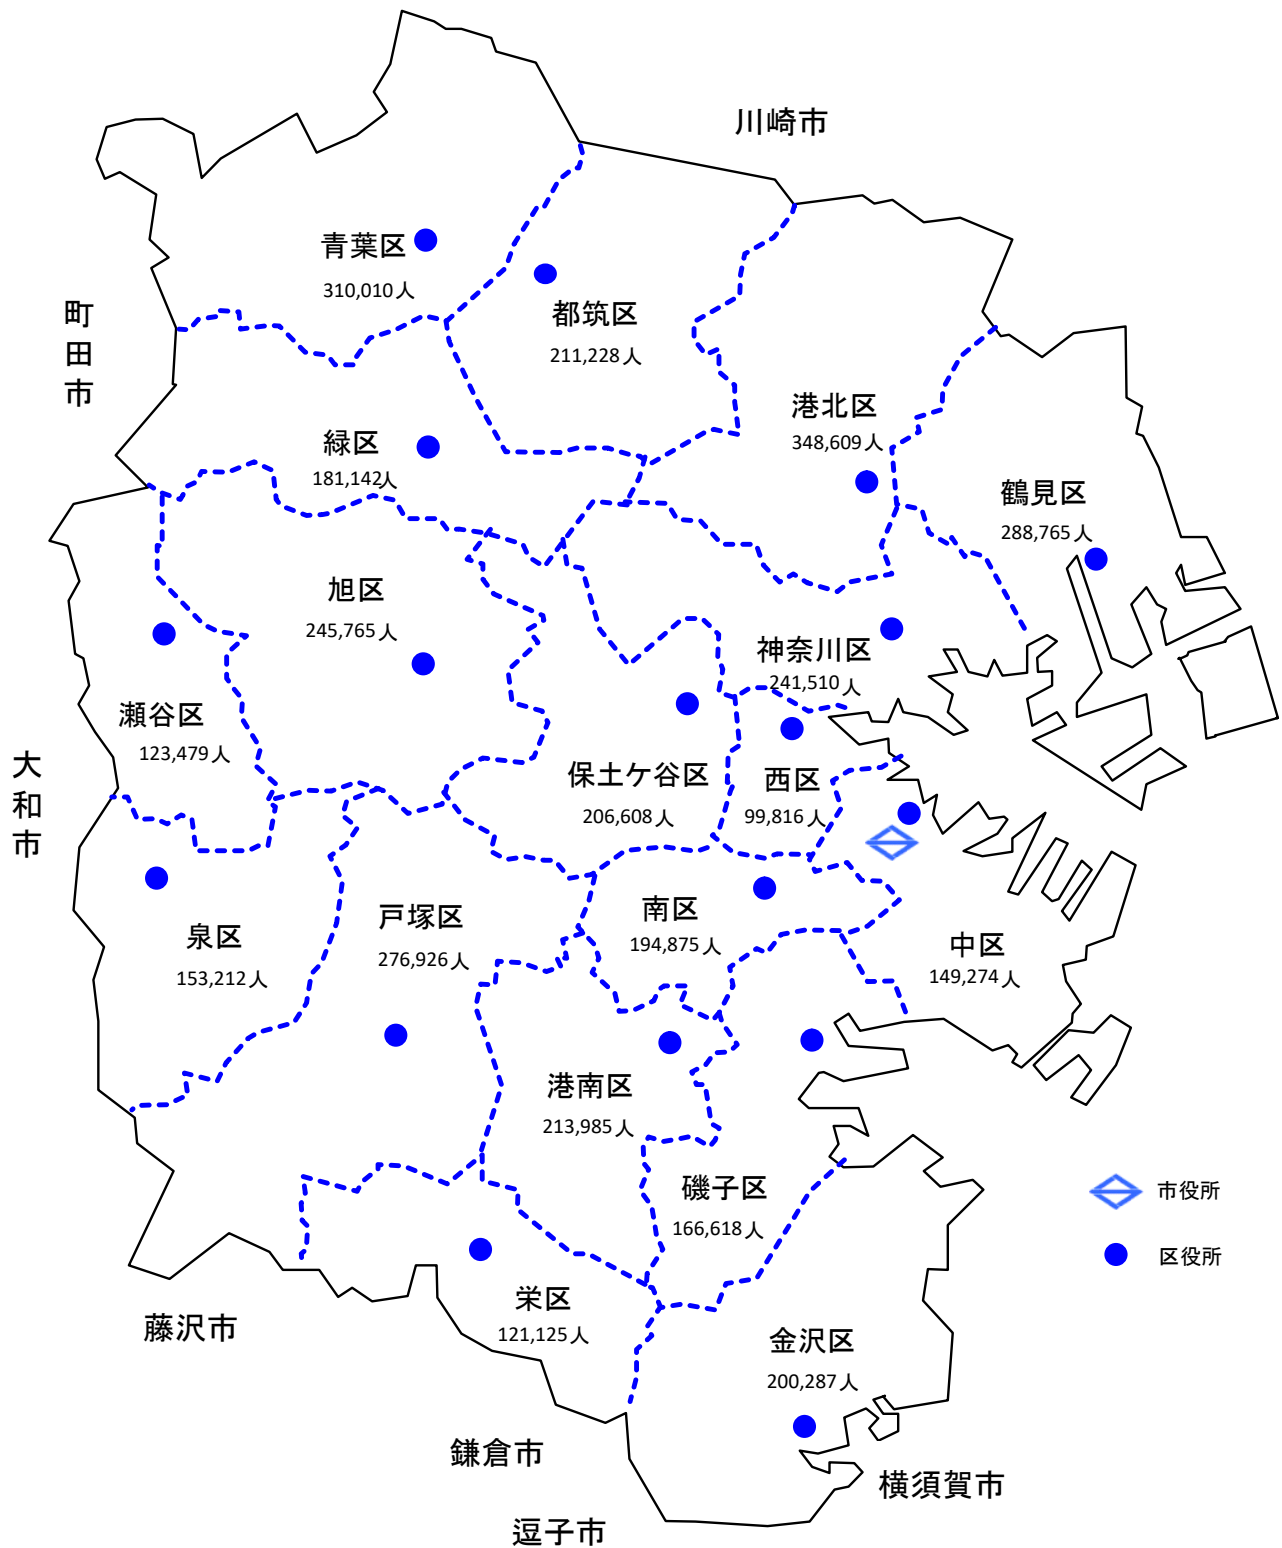 川崎市
青葉区
310,010人
都筑区
211,228人
町田市
港北区
348,609人
緑区
181,142人
鶴見区
288,765人
旭区
245,765人
神奈川区
241,510人
瀬谷区
123,479人
大和市
保土ケ谷区
206,608人
西区
99,816人
南区
194,875人
戸塚区
276,926人
泉区
153,212人
中区
149,274人
港南区
213,985人
磯子区
166,618人
市役所
区役所
栄区
121,125人
藤沢市
金沢区
200,287人
鎌倉市
横須賀市
逗子市